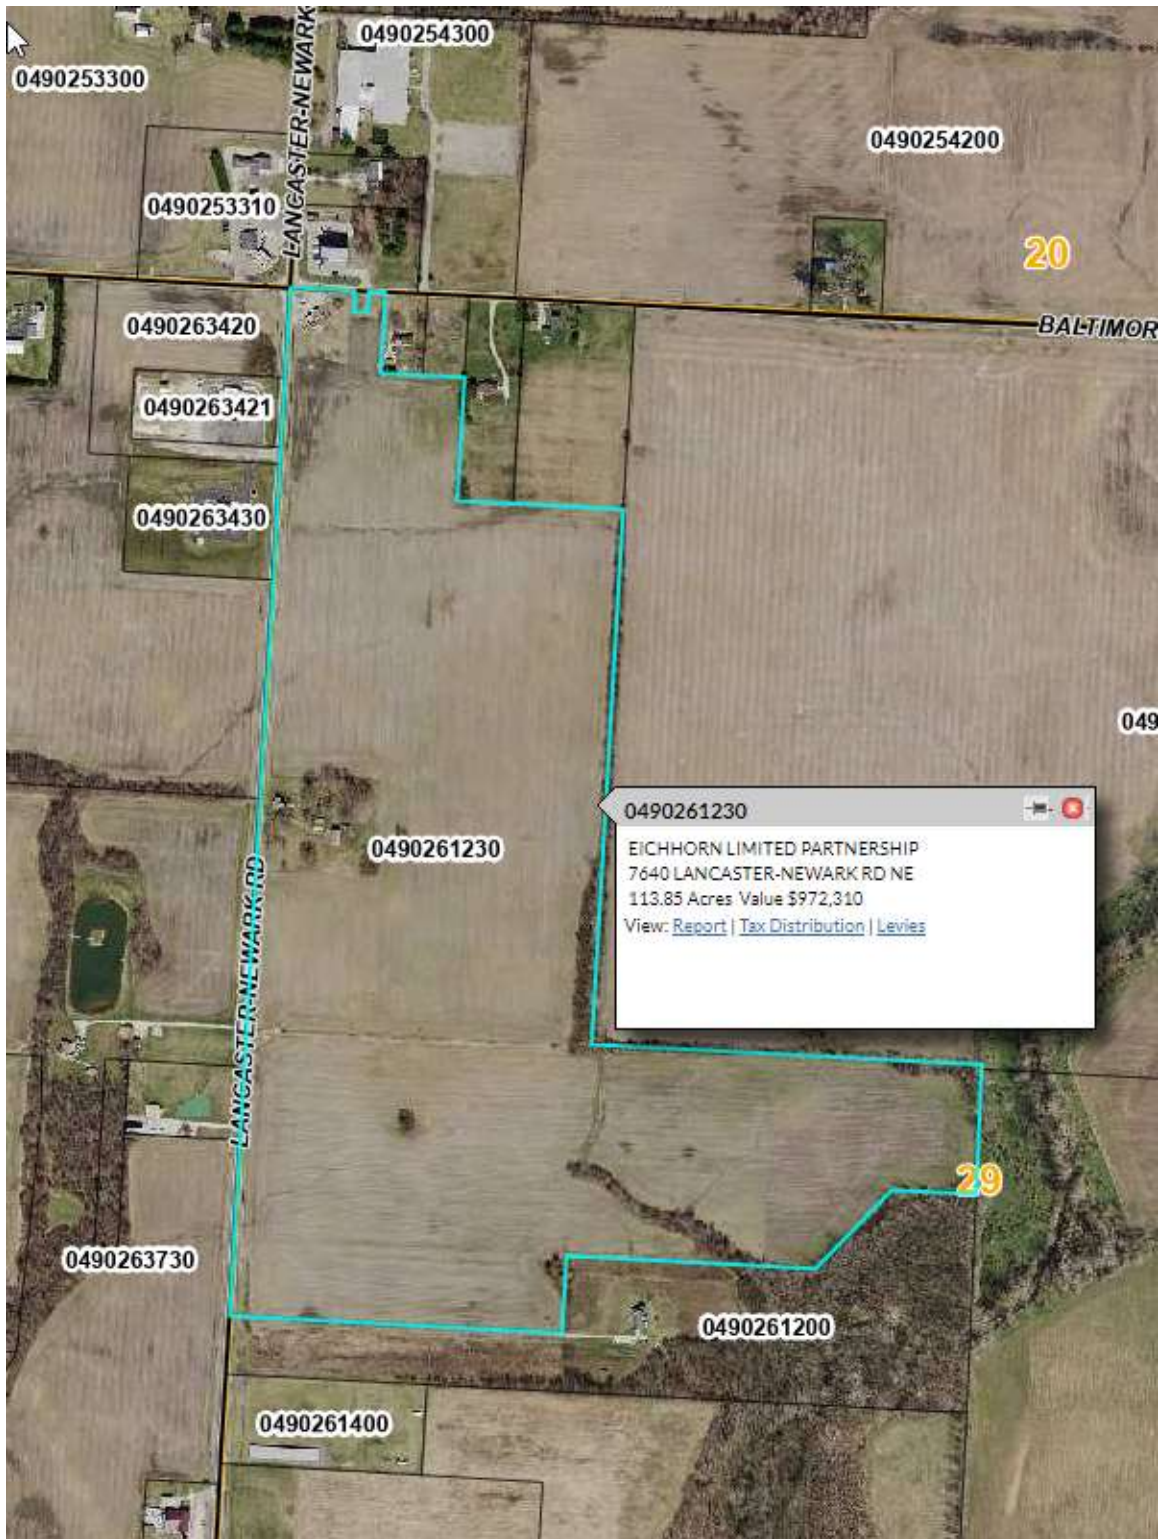 0490254300
0490253300
LANCASTER-NEWARK
0490254200
0490253310
20
0490263420
BALTIMOR
0490263421
0490263430
049
0490261230
EICHHORN LIMITED PARTNERSHIP
7640 LANCASTER-NEWARK RD NE
113.85 Acres Value $972,310
View: Report | Tax Distribution | Levies
0490261230
LANCASTER-NEWARK RD
29
0490263730
0490261200
0490261400